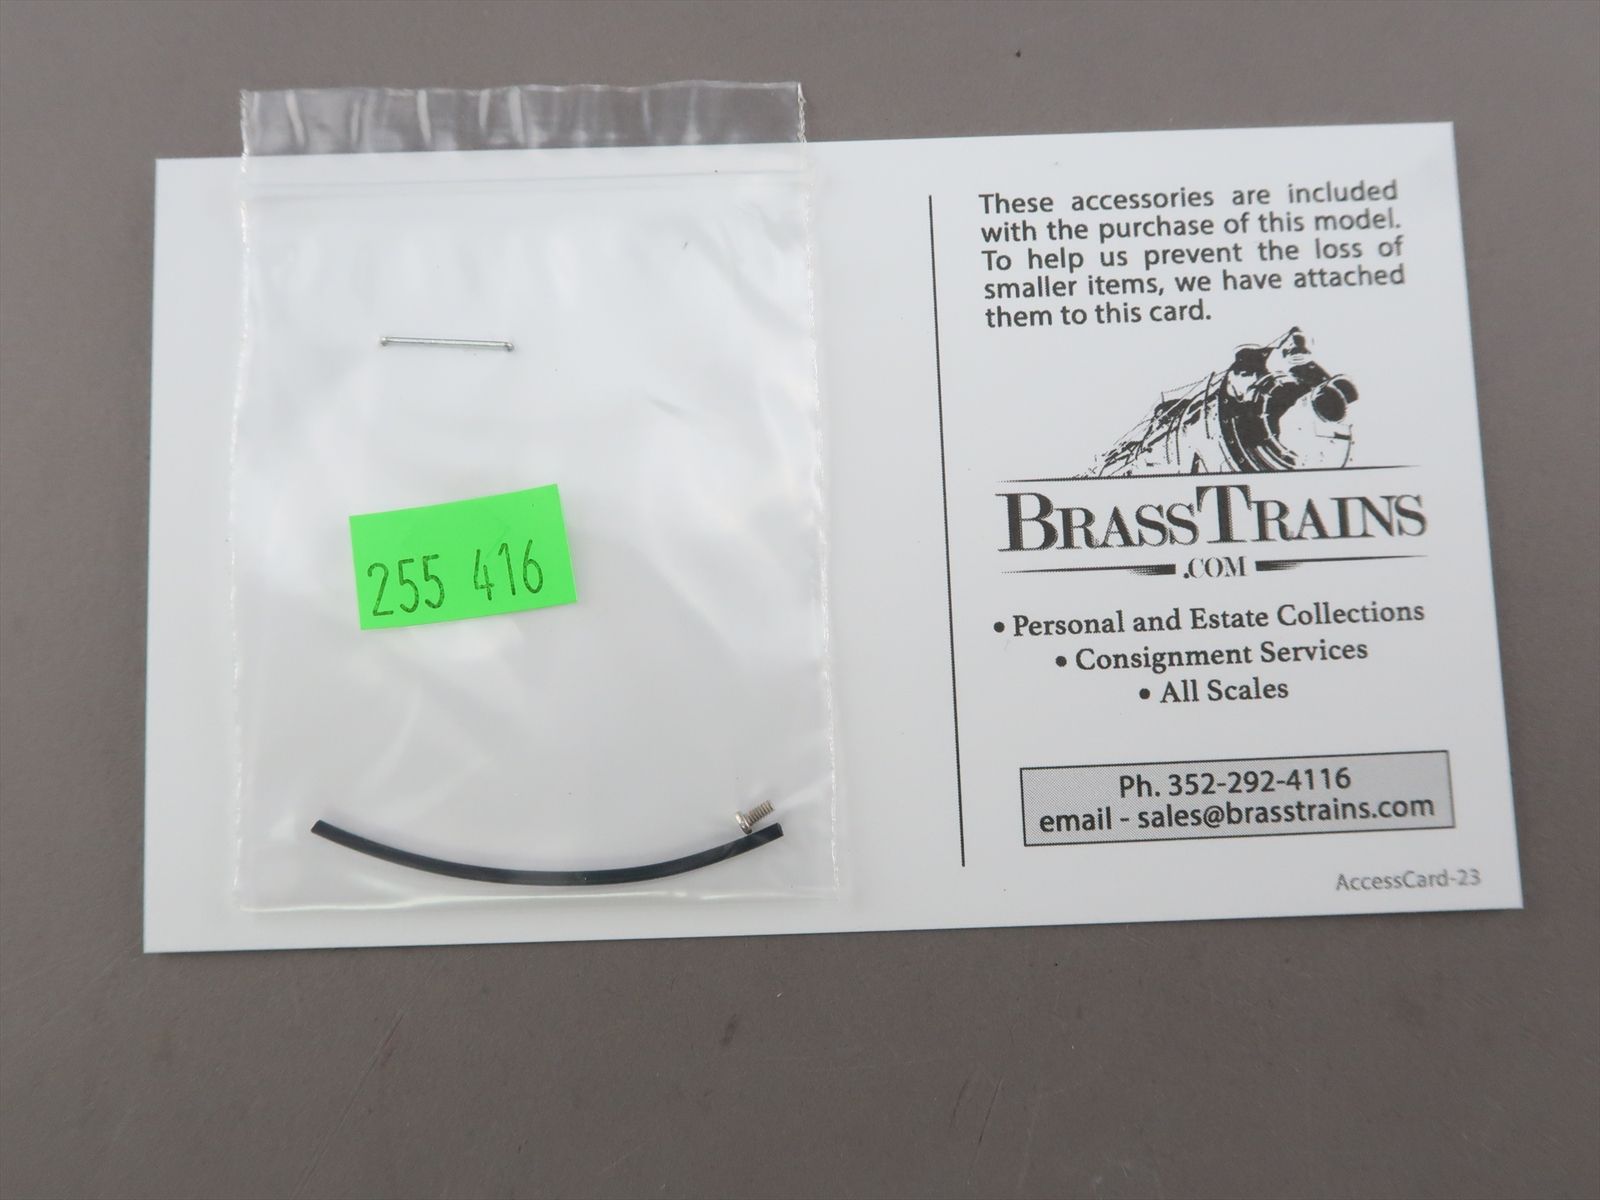 255 416
These accessories are included
with the purchase of this model.
To help us prevent the loss of
smaller items, we have attached
them to this card.
BRASSTRAINS
.COM
• Personal and Estate Collections
• Consignment Services
• All Scales
Ph. 352-292-4116
email - sales@brasstrains.com
AccessCard-23